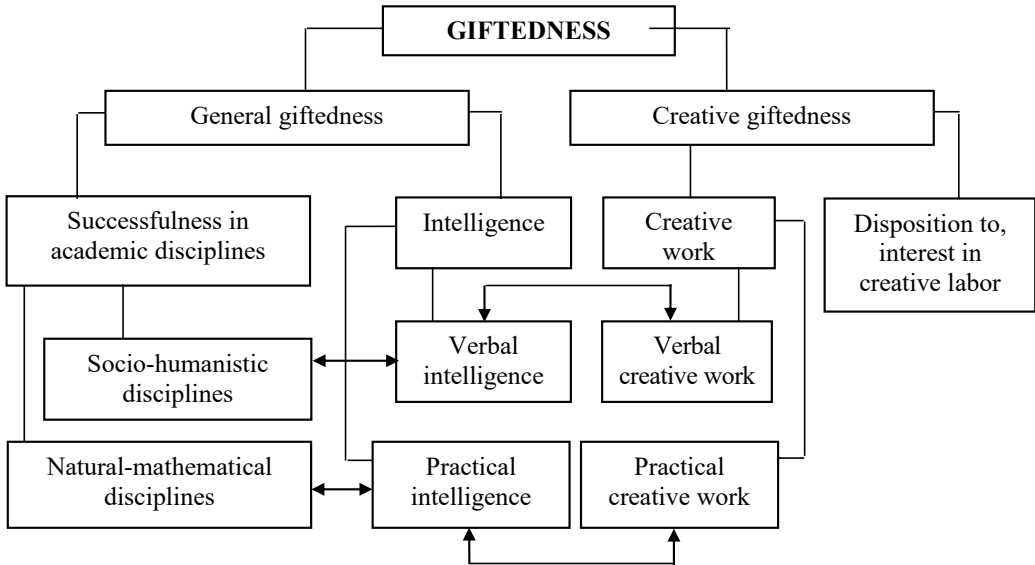 GIFTEDNESS
General giftedness
Creative giftedness
Successfulness in
academic disciplines
Intelligence
Creative
work
Disposition to,
interest in
creative labor
Socio-humanistic
disciplines
Verbal
intelligence
Verbal
creative work
Natural-mathematical
disciplines
Practical
intelligence
Practical
creative work